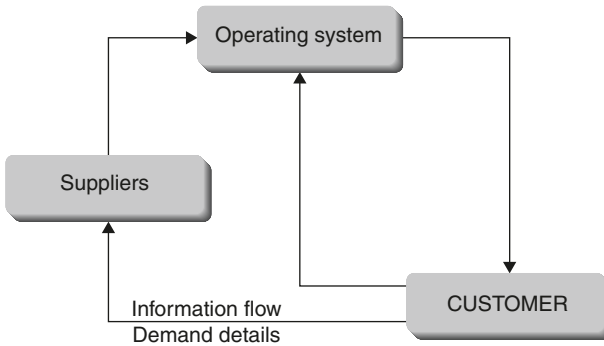 Operating system
Suppliers
Information flow
Demand details
CUSTOMER